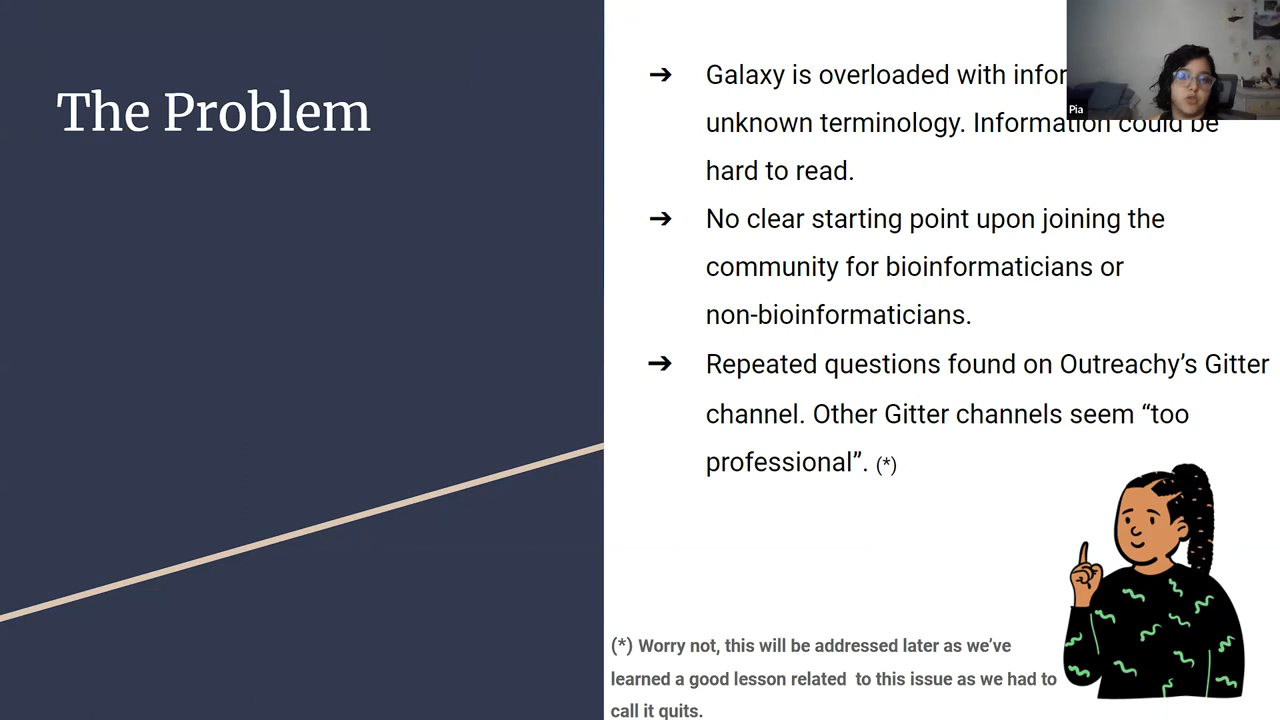 The Problem
➔ Galaxy is overloaded with
unknown terminology. Information could be
hard to read.
➔ No clear starting point upon joining the
community for bioinformaticians or
non-bioinformaticians.
➔ Repeated questions found on Outreachy’s Gitter
channel. Other Gitter channels seem “too
professional”. (*)
(*) Worry not, this will be addressed later as we’ve
learned a good lesson related to this issue as we had to
call it quits.
Pia